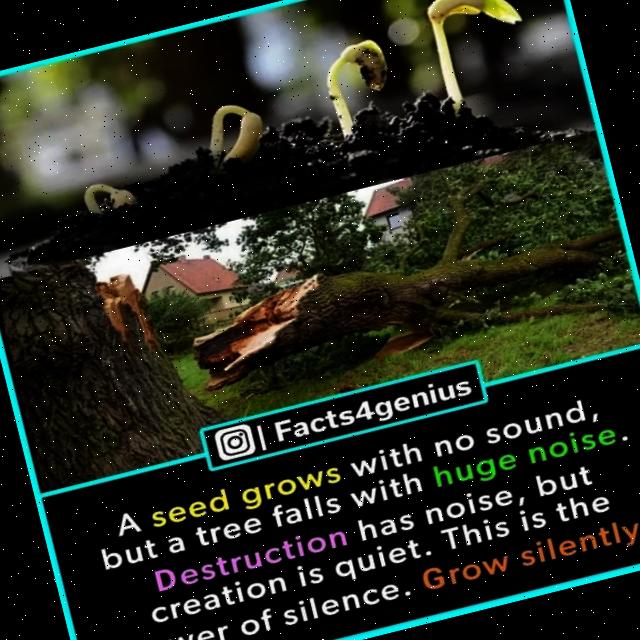 | Facts4genius
A seed grows with no sound,
but a tree falls with huge noise.
Destruction has noise, but
creation is quiet. This is the
of silence. Grow silently